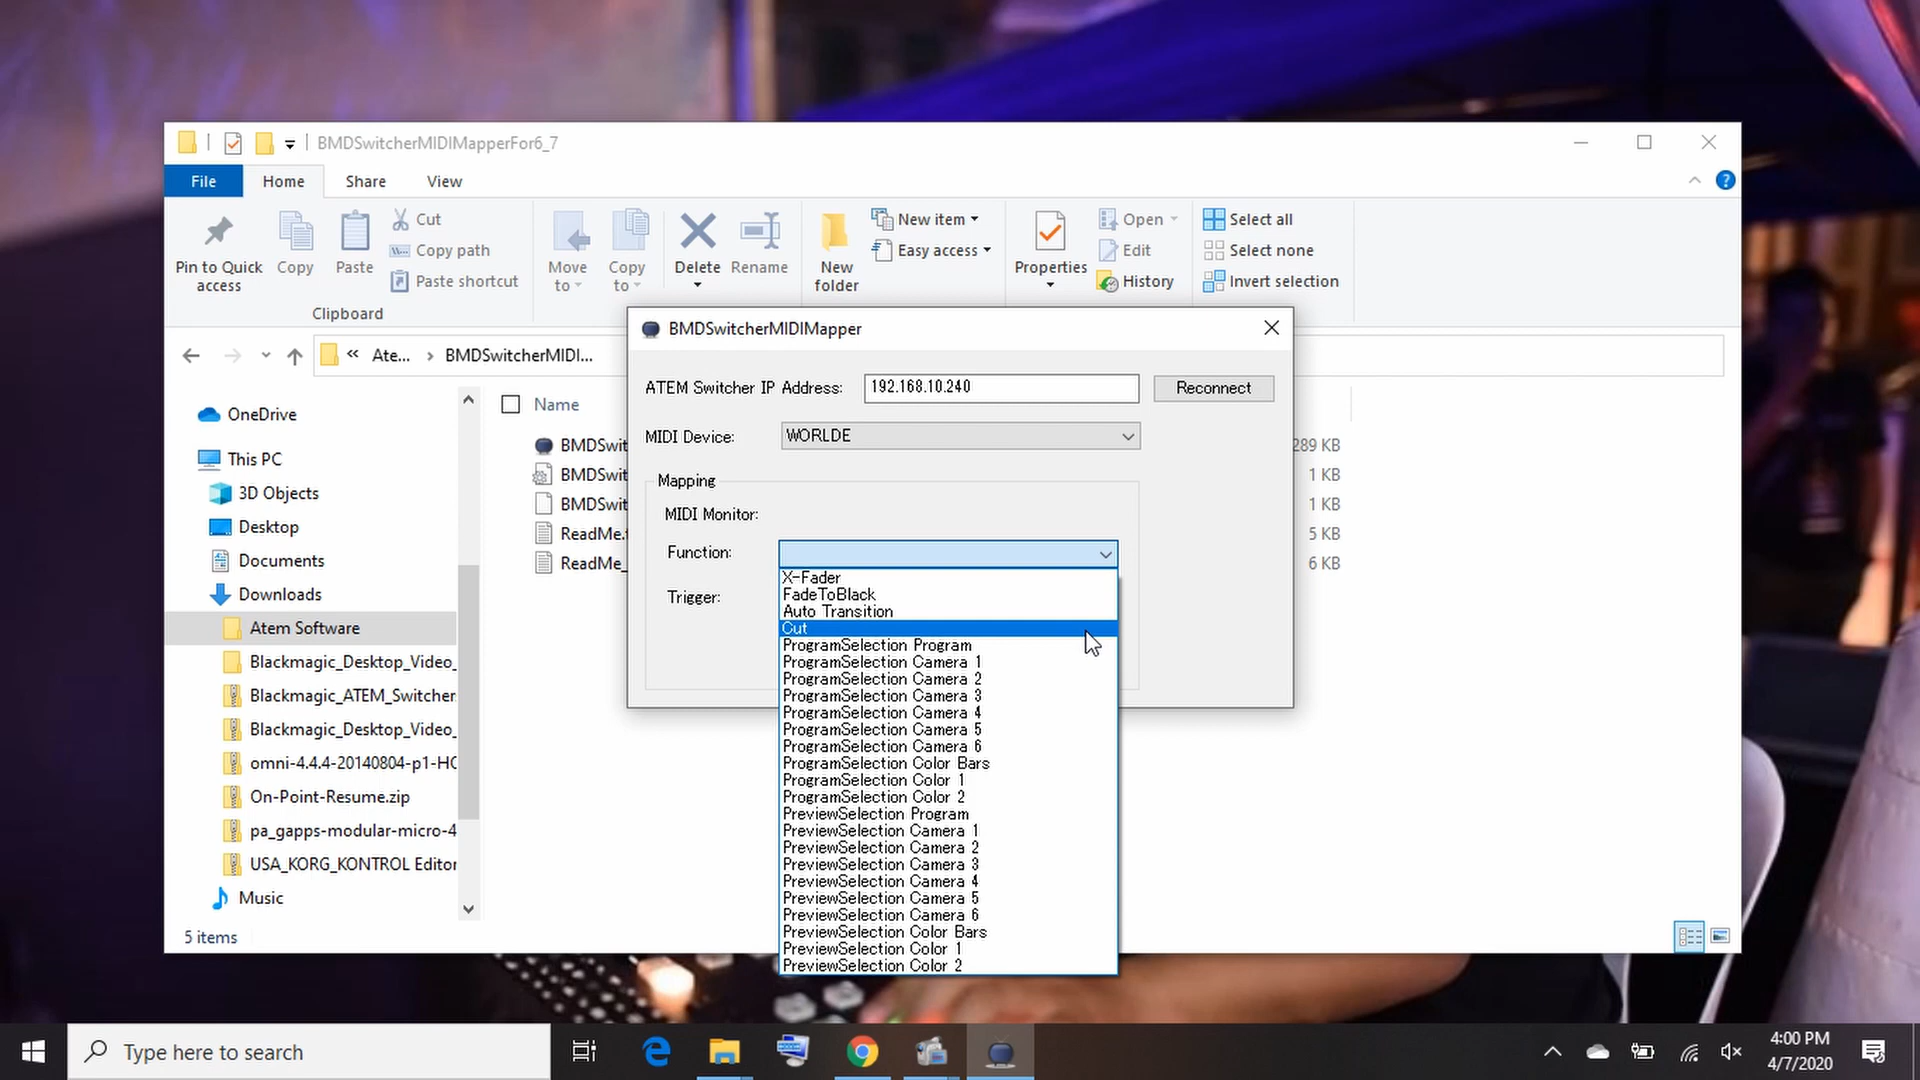 BMDSwitcherMIDIMapperFor6_7
File Home Share View
Pin to Quick access
Copy
Paste
Cut
Copy path
Paste shortcut
Clipboard
Move to
Copy to
Delete
Rename
New folder
New item
Easy access
Properties
Open
Edit
History
Select all
Select none
Invert selection
« Ate... › BMDSwitcherMIDI...
OneDrive
This PC
3D Objects
Desktop
Documents
Downloads
Atem Software
Blackmagic_Desktop_Video_
Blackmagic_ATEM_Switcher
Blackmagic_Desktop_Video_
omni-4.4.4-20140804-p1-HO
On-Point-Resume.zip
pa_gapps-modular-micro-4
USA_KORG_KONTROL Editor
Music
5 items
Name
BMDSwit 289 KB
BMDSwit 1 KB
BMDSwit 1 KB
ReadMe. 5 KB
ReadMe_ 6 KB
BMDSwitcherMIDIMapper
ATEM Switcher IP Address: 192.168.10.240 Reconnect
MIDI Device: WORLDE
Mapping
MIDI Monitor:
Function:
Trigger:
X-Fader
FadeToBlack
Auto Transition
Cut
ProgramSelection Program
ProgramSelection Camera 1
ProgramSelection Camera 2
ProgramSelection Camera 3
ProgramSelection Camera 4
ProgramSelection Camera 5
ProgramSelection Camera 6
ProgramSelection Color Bars
ProgramSelection Color 1
ProgramSelection Color 2
PreviewSelection Program
PreviewSelection Camera 1
PreviewSelection Camera 2
PreviewSelection Camera 3
PreviewSelection Camera 4
PreviewSelection Camera 5
PreviewSelection Camera 6
PreviewSelection Color Bars
PreviewSelection Color 1
PreviewSelection Color 2
Type here to search
4:00 PM
4/7/2020